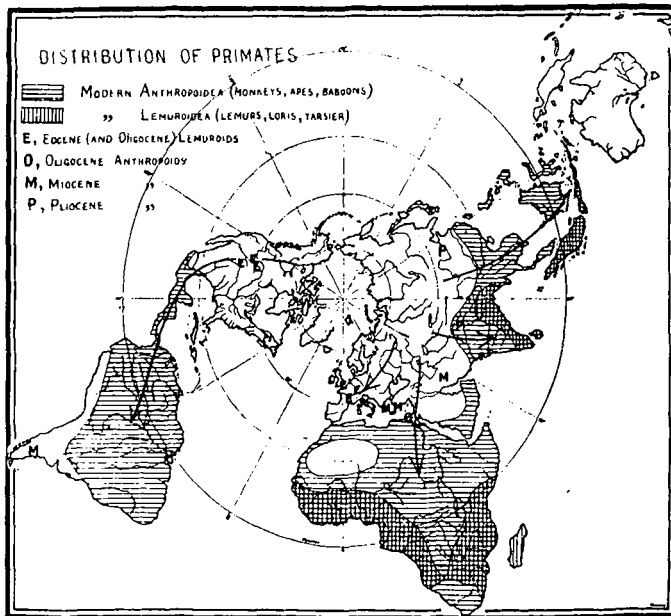 DISTRIBUTION OF PRIMATES
MODERN ANTHROPOIDEA (MONKEYS, APES, BABOONS)
„ LEMUROIDEA (LEMURS, LORIS, TARSIER)
E, EOCENE (AND OLIGOCENE) LEMUROIDS
O, OLIGOCENE ANTHROPOIDS
M, MIOCENE „
P, PLIOCENE „
M
M
M M